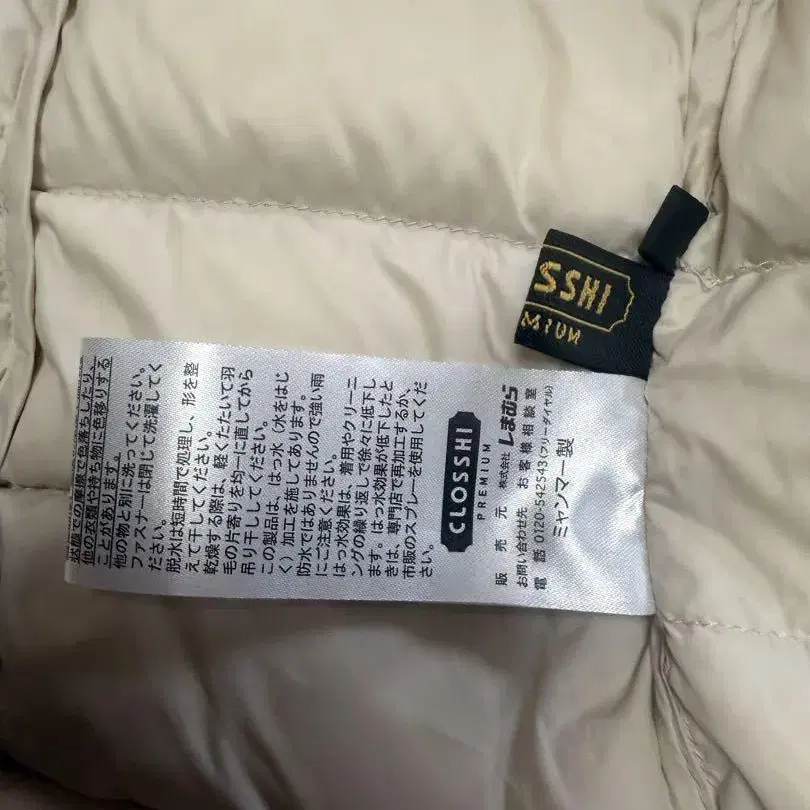 SSHI
MIUM
状態での摩擦で色落ちしたり、
他の衣類や持ち物に色移りする
ことがあります。
他の物と別に洗ってください。
ファスナーは閉じて洗濯してく
ださい。
脱水は短時間で処理し、形を整
えて干してください。
乾燥する際は、軽くたたいて羽
毛の片寄りを均一に直してから
吊り干ししてください。
この製品は、はっ水（水をはじ
く）加工を施してあります。
防水ではありませんので強い雨
にご注意ください。
はっ水効果は、着用やクリーニ
ングの繰り返しで徐々に低下し
ます。はっ水効果が低下したと
きは、専門店で再加工するか、
市販のスプレーを使用してくだ
さい。
CLOSSHI
PREMIUM
販売元 株式会社 しまむら
お問い合わせ先 お客様相談室
電話 0120-542543(フリーダイヤル)
ミャンマー製